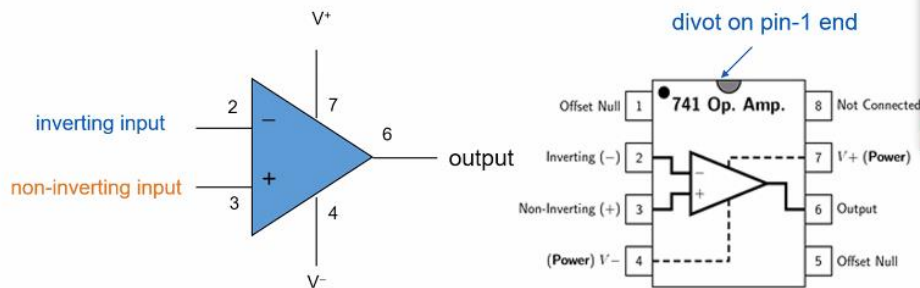 V⁺
7
2
−
inverting input
6
output
+
non-inverting input
3
4
V⁻
divot on pin-1 end
741 Op. Amp.
Offset Null 1
8 Not Connected
Inverting (−) 2
−
7 V+ (Power)
+
Non-Inverting (+) 3
6 Output
(Power) V− 4
5 Offset Null